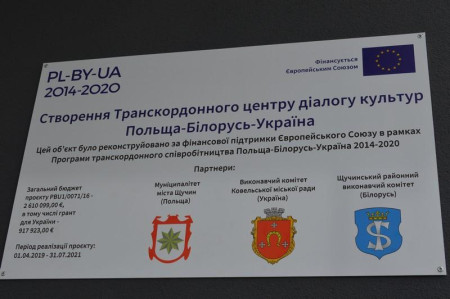 PL-BY-UA
2014-2020
Фінансується
Європейським Союзом
Створення Транскордонного центру діалогу культур
Польща-Білорусь-Україна
Цей об'єкт було реконструйовано за фінансової підтримки Європейського Союзу в рамках
Програми транскордонного співробітництва Польща-Білорусь-Україна 2014-2020
Партнери:
Загальний бюджет
проєкту PBU1/0071/16 -
2 610 099,00 €,
в тому числі грант
для України -
917 923,00 €
Період реалізації проєкту:
01.04.2019 - 31.07.2021
Муніципалітет
міста Щучин
(Польща)
Виконавчий комітет
Ковельської міської ради
(Україна)
Щучинський районний
виконавчий комітет
(Білорусь)